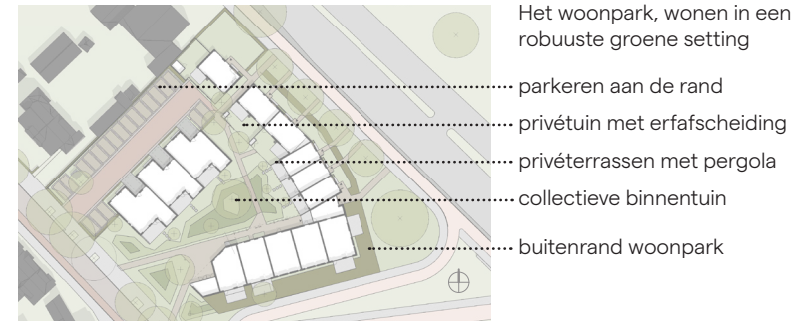 Het woonpark, wonen in een
robuuste groene setting
parkeren aan de rand
privétuin met erfafscheiding
privéterrassen met pergola
collectieve binnentuin
buitenrand woonpark